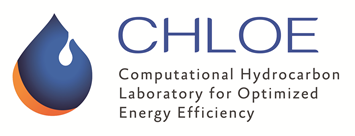 CHLOE
Computational Hydrocarbon
Laboratory for Optimized
Energy Efficiency